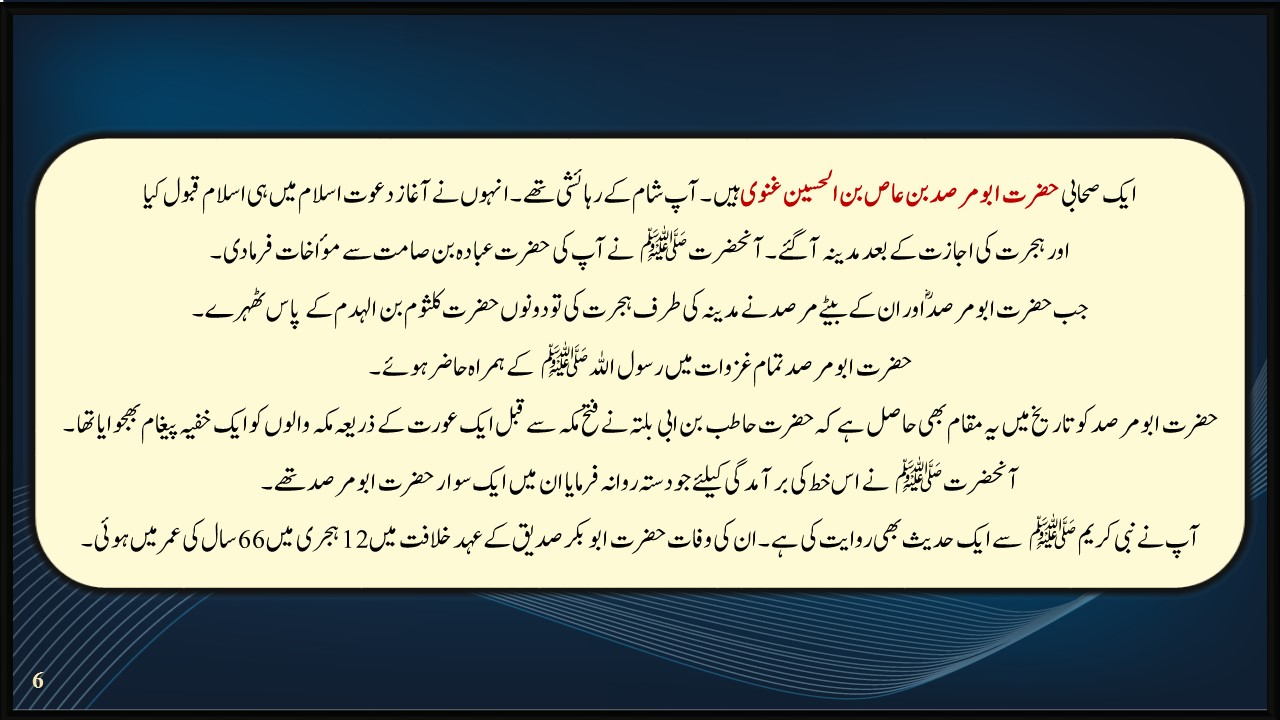 ایک صحابی حضرت ابو مرصد بن عاص بن الحسین غنوی ہیں۔ آپ شام کے رہائشی تھے۔ انہوں نے آغاز دعوت اسلام میں ہی اسلام قبول کیا
اور ہجرت کی اجازت کے بعد مدینہ آ گئے۔ آنحضرت ﷺ نے آپ کی حضرت عبادہ بن صامت سے مؤاخات فرمادی۔
جب حضرت ابو مرصدؓ اور ان کے بیٹے مرصد نے مدینہ کی طرف ہجرت کی تو دونوں حضرت کلثوم بن الہدم کے پاس ٹھہرے۔
حضرت ابو مرصد تمام غزوات میں رسول اللہ ﷺ کے ہمراہ حاضر ہوئے۔
حضرت ابو مرصد کو تاریخ میں یہ مقام بھی حاصل ہے کہ حضرت حاطب بن ابی بلتہ نے فتح مکہ سے قبل ایک عورت کے ذریعہ مکہ والوں کو ایک خفیہ پیغام بھجوایا تھا۔
آنحضرت ﷺ نے اس خط کی برآمدگی کیلئے جو دستہ روانہ فرمایا ان میں ایک سوار حضرت ابو مرصد تھے۔
آپ نے نبی کریم ﷺ سے ایک حدیث بھی روایت کی ہے۔ ان کی وفات حضرت ابو بکر صدیق کے عہد خلافت میں 12 ہجری میں 66 سال کی عمر میں ہوئی۔
6